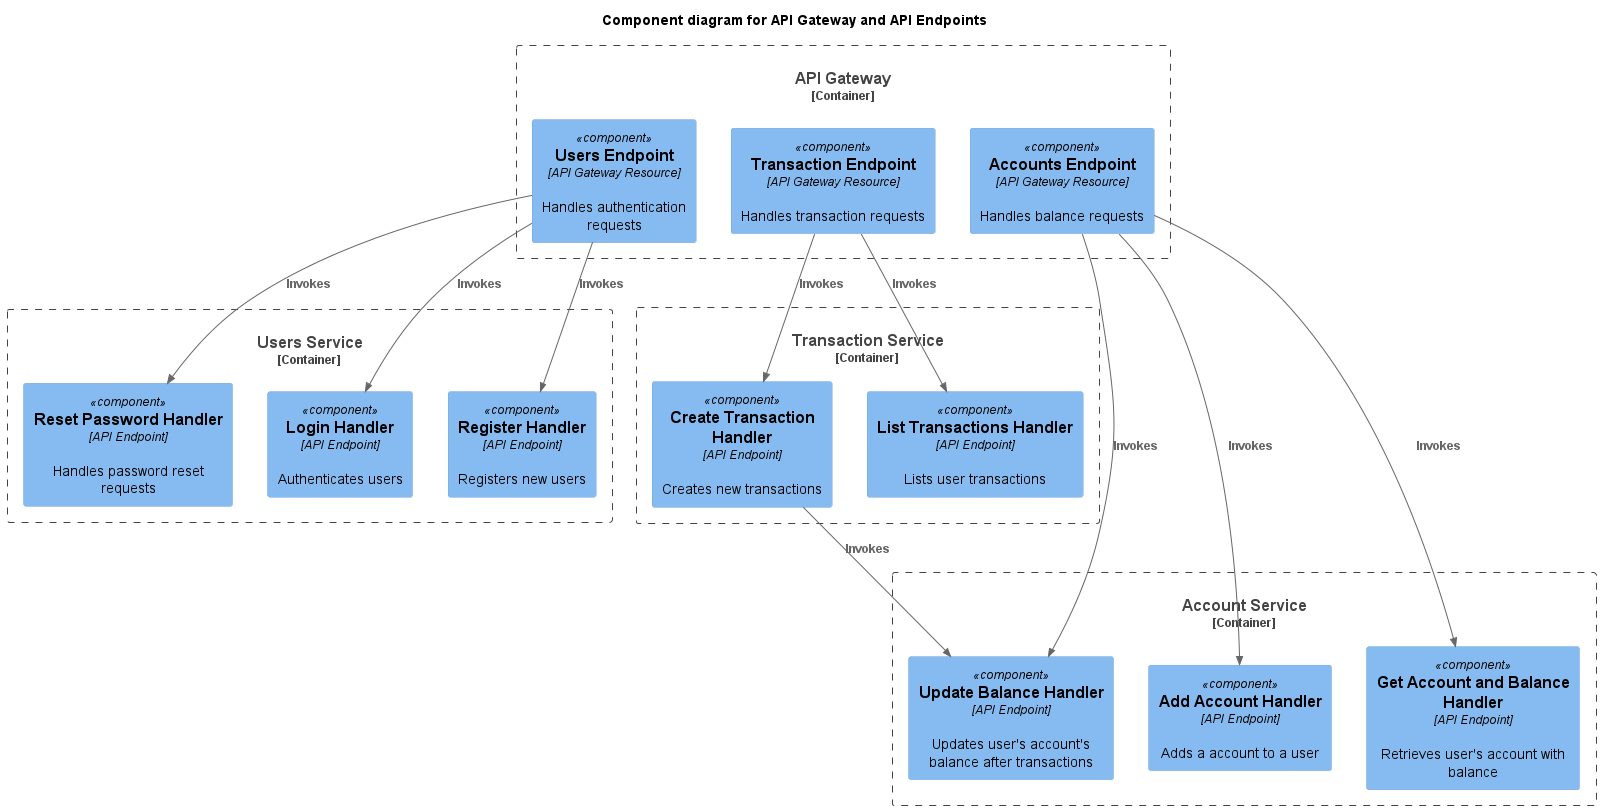 Component diagram for API Gateway and API Endpoints
API Gateway
[Container]
«component»
Users Endpoint
[API Gateway Resource]
Handles authentication
requests
«component»
Transaction Endpoint
[API Gateway Resource]
Handles transaction requests
«component»
Accounts Endpoint
[API Gateway Resource]
Handles balance requests
Invokes
Invokes
Invokes
Invokes
Invokes
Users Service
[Container]
«component»
Reset Password Handler
[API Endpoint]
Handles password reset
requests
«component»
Login Handler
[API Endpoint]
Authenticates users
«component»
Register Handler
[API Endpoint]
Registers new users
Transaction Service
[Container]
«component»
Create Transaction
Handler
[API Endpoint]
Creates new transactions
«component»
List Transactions Handler
[API Endpoint]
Lists user transactions
Invokes
Invokes
Invokes
Invokes
Account Service
[Container]
«component»
Update Balance Handler
[API Endpoint]
Updates user's account's
balance after transactions
«component»
Add Account Handler
[API Endpoint]
Adds a account to a user
«component»
Get Account and Balance
Handler
[API Endpoint]
Retrieves user's account with
balance